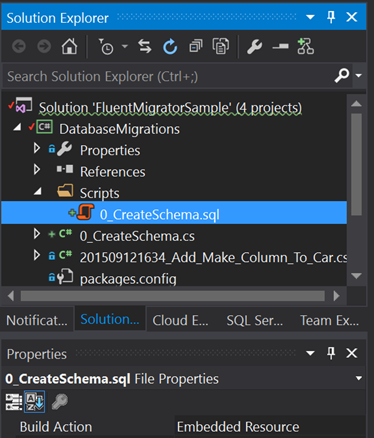 Solution Explorer
Search Solution Explorer (Ctrl+;)
Solution 'FluentMigratorSample' (4 projects)
C# DatabaseMigrations
Properties
References
Scripts
0_CreateSchema.sql
C# 0_CreateSchema.cs
C# 201509121634_Add_Make_Column_To_Car.cs
packages.config
Notificat... Solution... Cloud E... SQL Ser... Team Ex...
Properties
0_CreateSchema.sql File Properties
Build Action Embedded Resource